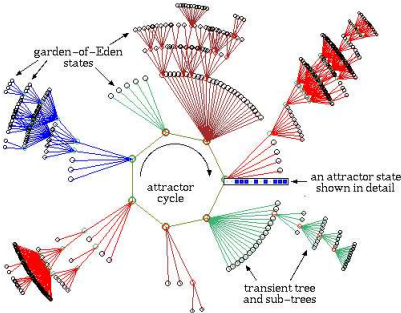 garden-of-Eden
states
attractor
cycle
an attractor state
shown in detail
transient tree
and sub-trees